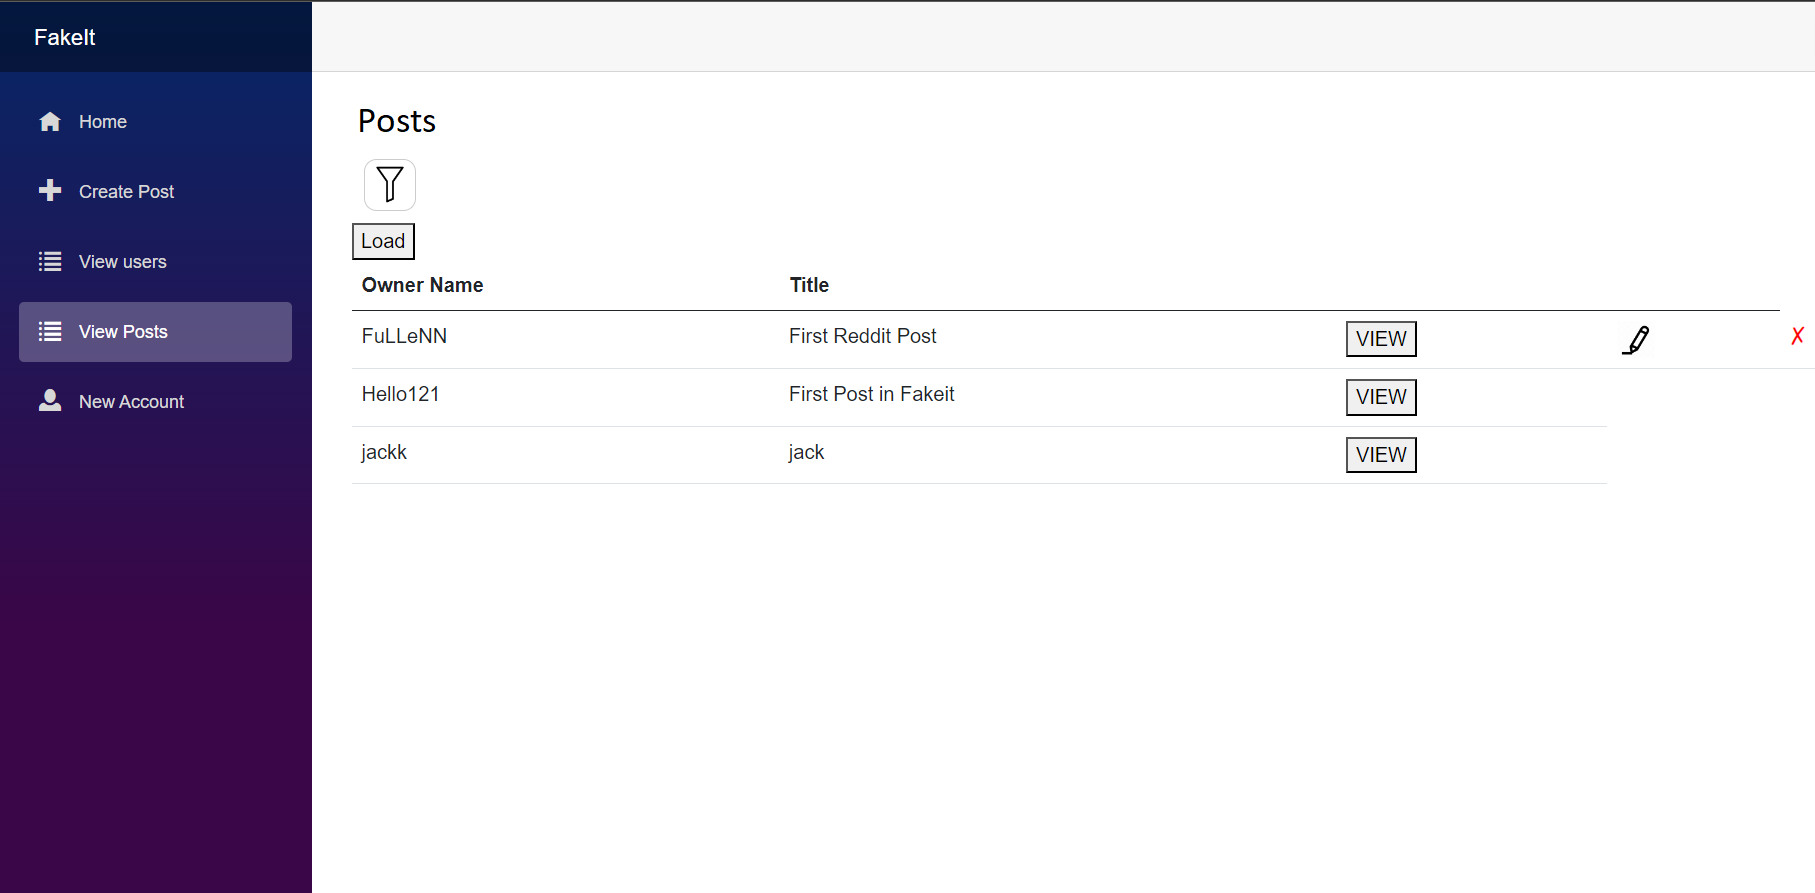 FakeIt
Home
Create Post
View users
View Posts
New Account
Posts
Load
Owner Name Title
FuLLeNN First Reddit Post VIEW X
Hello121 First Post in Fakeit VIEW
jackk jack VIEW